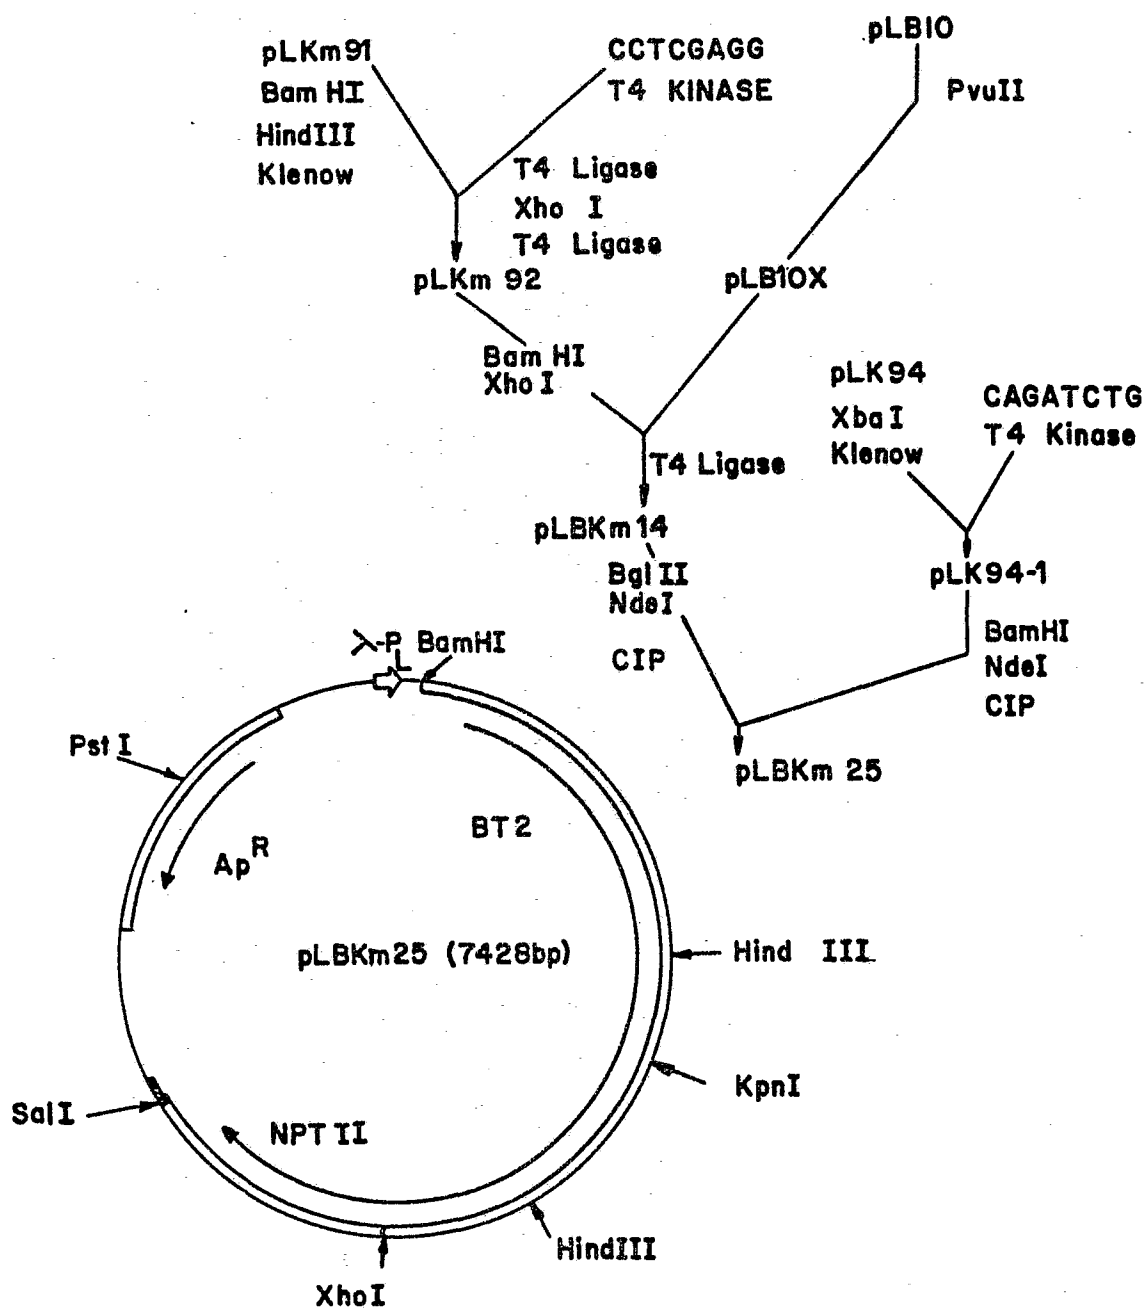 pLKm91
Bam HI
HindIII
Klenow
CCTCGAGG
T4 KINASE
pLB10
PvuII
T4 Ligase
Xho I
T4 Ligase
pLKm 92
pLB10X
Bam HI
Xho I
pLK94
XbaI
Klenow
CAGATCTG
T4 Kinase
T4 Ligase
pLBKm14
Bgl II
NdeI
CIP
pLK94-1
BamHI
NdeI
CIP
pLBKm 25
λ-PL
BamHI
Pst I
ApR
BT2
pLBKm25 (7428bp)
Hind III
KpnI
SalI
NPT II
HindIII
XhoI